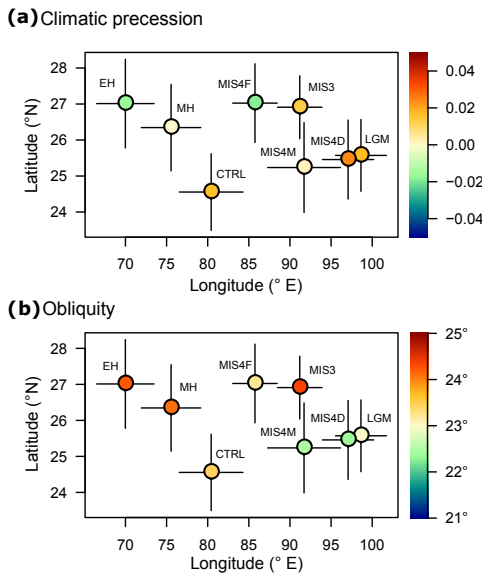 (a) Climatic precession
28
27
26
25
24
Latitude (°N)
EH
MH
CTRL
MIS4F
MIS3
MIS4M
MIS4D
LGM
70 75 80 85 90 95 100
Longitude (° E)
0.04
0.02
0.00
−0.02
−0.04
(b) Obliquity
28
27
26
25
24
Latitude (°N)
EH
MH
CTRL
MIS4F
MIS3
MIS4M
MIS4D
LGM
70 75 80 85 90 95 100
Longitude (° E)
25°
24°
23°
22°
21°